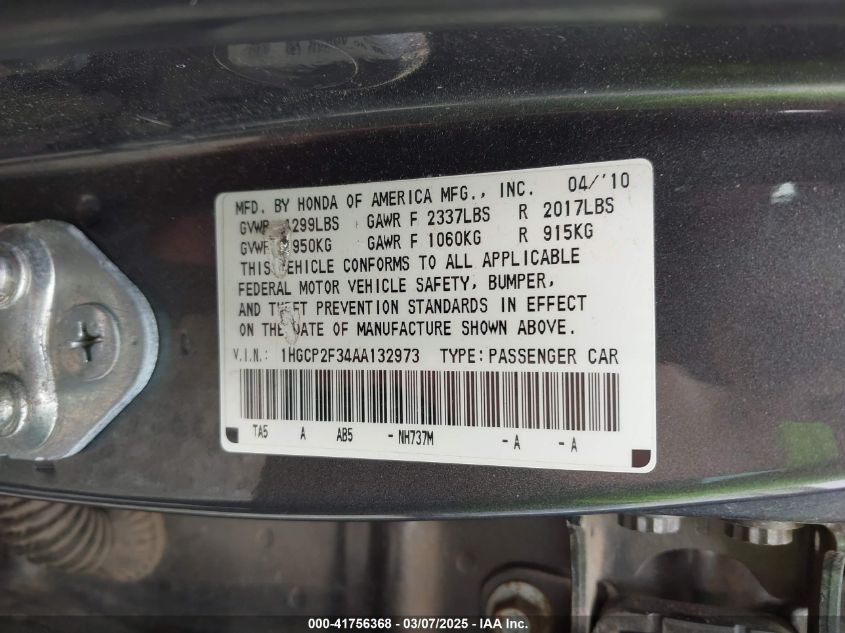 MFD. BY HONDA OF AMERICA MFG., INC. 04/'10
299LBS GAWR F 2337LBS R 2017LBS
950KG GAWR F 1060KG R 915KG
THIS VEHICLE CONFORMS TO ALL APPLICABLE
FEDERAL MOTOR VEHICLE SAFETY, BUMPER,
AND THEFT PREVENTION STANDARDS IN EFFECT
ON THE DATE OF MANUFACTURE SHOWN ABOVE.
V.I.N.: 1HGCP2F34AA132973 TYPE: PASSENGER CAR
TA5 A AB5 -NH737M -A -A
000-41756368 | 03/07/2025 - IAA Inc.